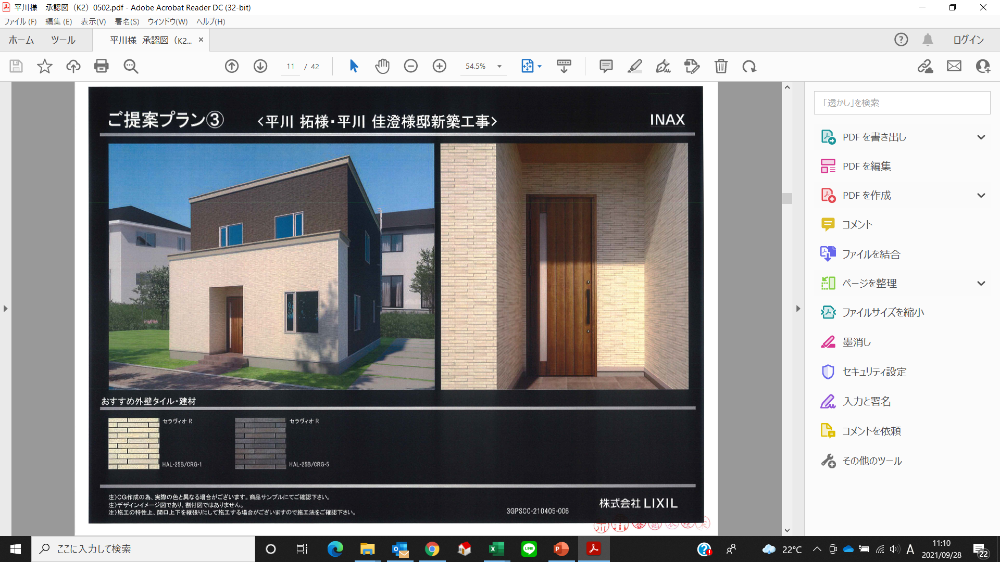 平川様　承認図（K2）0502.pdf - Adobe Acrobat Reader DC (32-bit)
ファイル(F) 編集(E) 表示(V) 署名(S) ウィンドウ(W) ヘルプ(H)
ホーム ツール 平川様 承認図（K2... × ログイン
11 / 42 54.5%
「透かし」を検索
PDF を書き出し
PDF を編集
PDF を作成
コメント
ファイルを結合
ページを整理
ファイルサイズを縮小
墨消し
セキュリティ設定
入力と署名
コメントを依頼
その他のツール
ご提案プラン③ <平川 拓様・平川 佳澄様邸新築工事> INAX
おすすめ外壁タイル・建材
セラヴィオ R
HAL-25B/CRG-1
セラヴィオ R
HAL-25B/CRG-5
注)CG作成の為、実際の色と異なる場合がございます。商品サンプルにてご確認下さい。
注)デザインイメージ図であり、割付図ではありません。
注)施工の特性上、開口上下を縦張りにして施工する場合がございますので施工法をご確認下さい。
3GPSC0-210405-006
株式会社 LIXIL
ここに入力して検索
LINE
22°C
A
11:10
2021/09/28
22